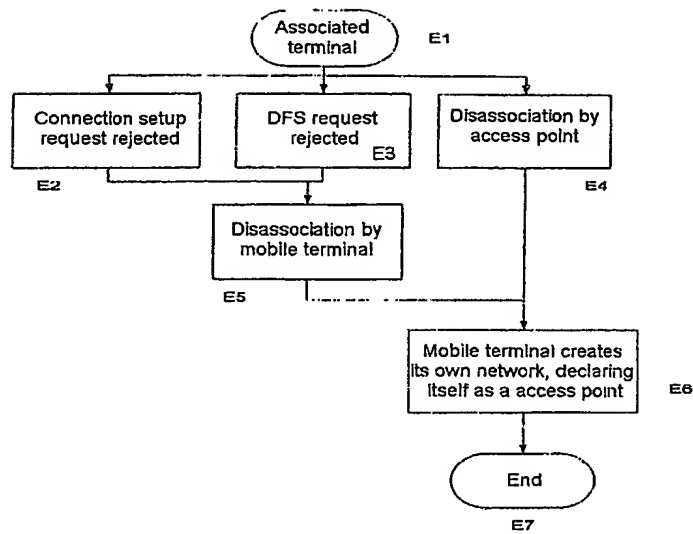 Associated
terminal
E1
Connection setup
request rejected
E2
DFS request
rejected
E3
Disassociation by
access point
E4
Disassociation by
mobile terminal
E5
Mobile terminal creates
its own network, declaring
itself as a access point
E6
End
E7